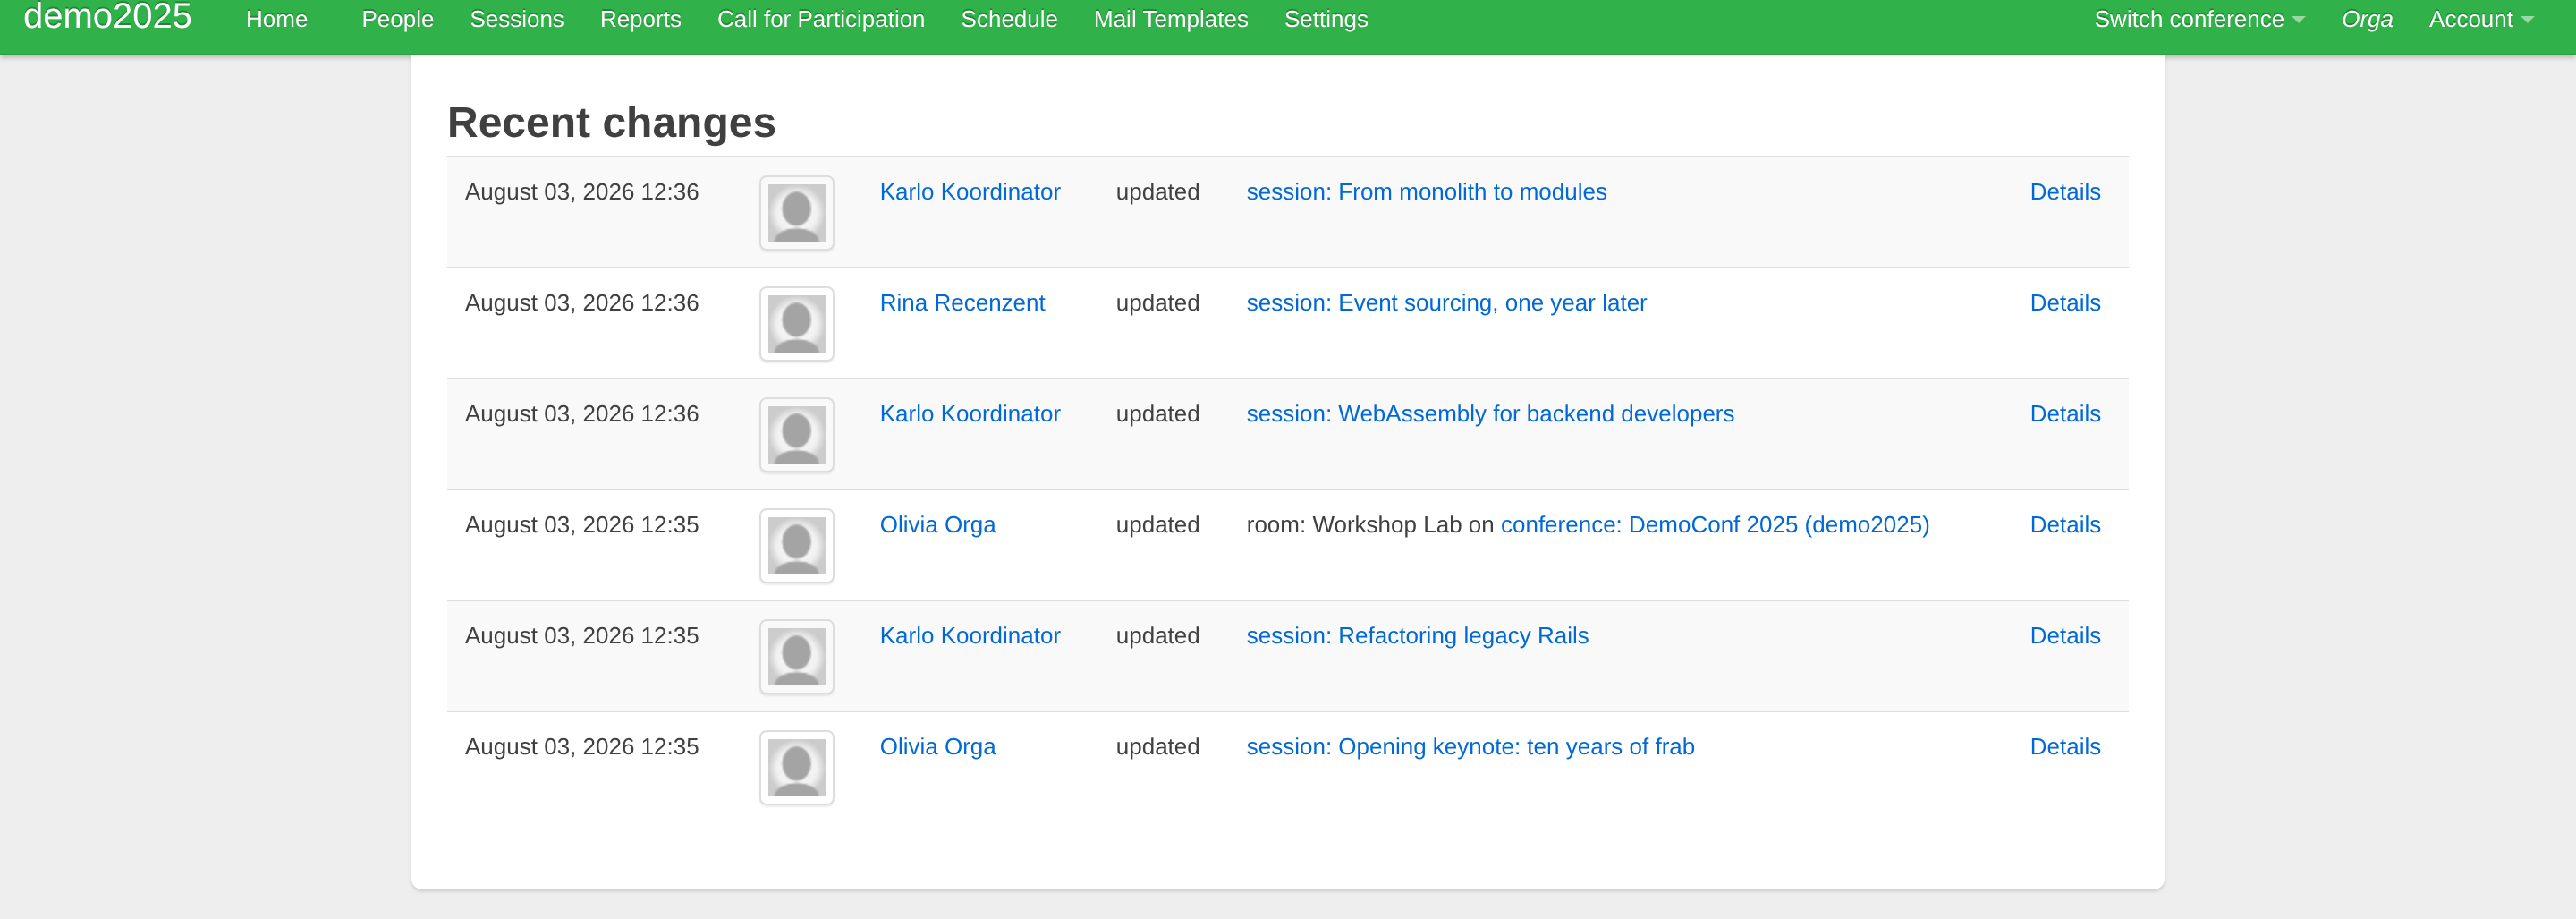 demo2025 Home People Sessions Reports Call for Participation Schedule Mail Templates Settings Switch conference Orga Account
Recent changes
August 03, 2026 12:36 Karlo Koordinator updated session: From monolith to modules Details
August 03, 2026 12:36 Rina Recenzent updated session: Event sourcing, one year later Details
August 03, 2026 12:36 Karlo Koordinator updated session: WebAssembly for backend developers Details
August 03, 2026 12:35 Olivia Orga updated room: Workshop Lab on conference: DemoConf 2025 (demo2025) Details
August 03, 2026 12:35 Karlo Koordinator updated session: Refactoring legacy Rails Details
August 03, 2026 12:35 Olivia Orga updated session: Opening keynote: ten years of frab Details